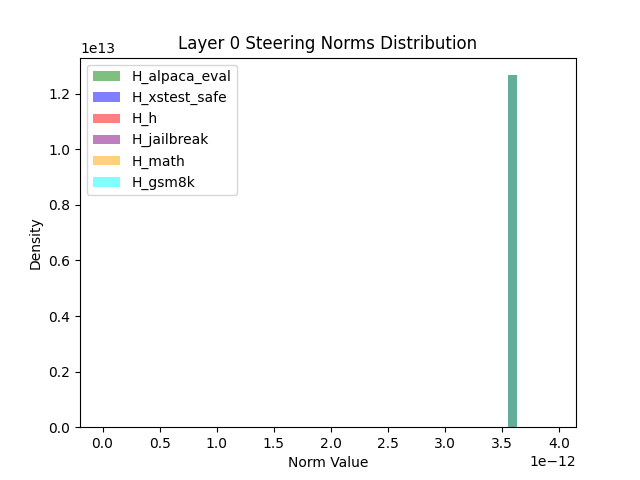 Layer 0 Steering Norms Distribution
1e13
H_alpaca_eval
H_xstest_safe
H_h
H_jailbreak
H_math
H_gsm8k
Density
1.2
1.0
0.8
0.6
0.4
0.2
0.0
0.0 0.5 1.0 1.5 2.0 2.5 3.0 3.5 4.0
1e−12
Norm Value